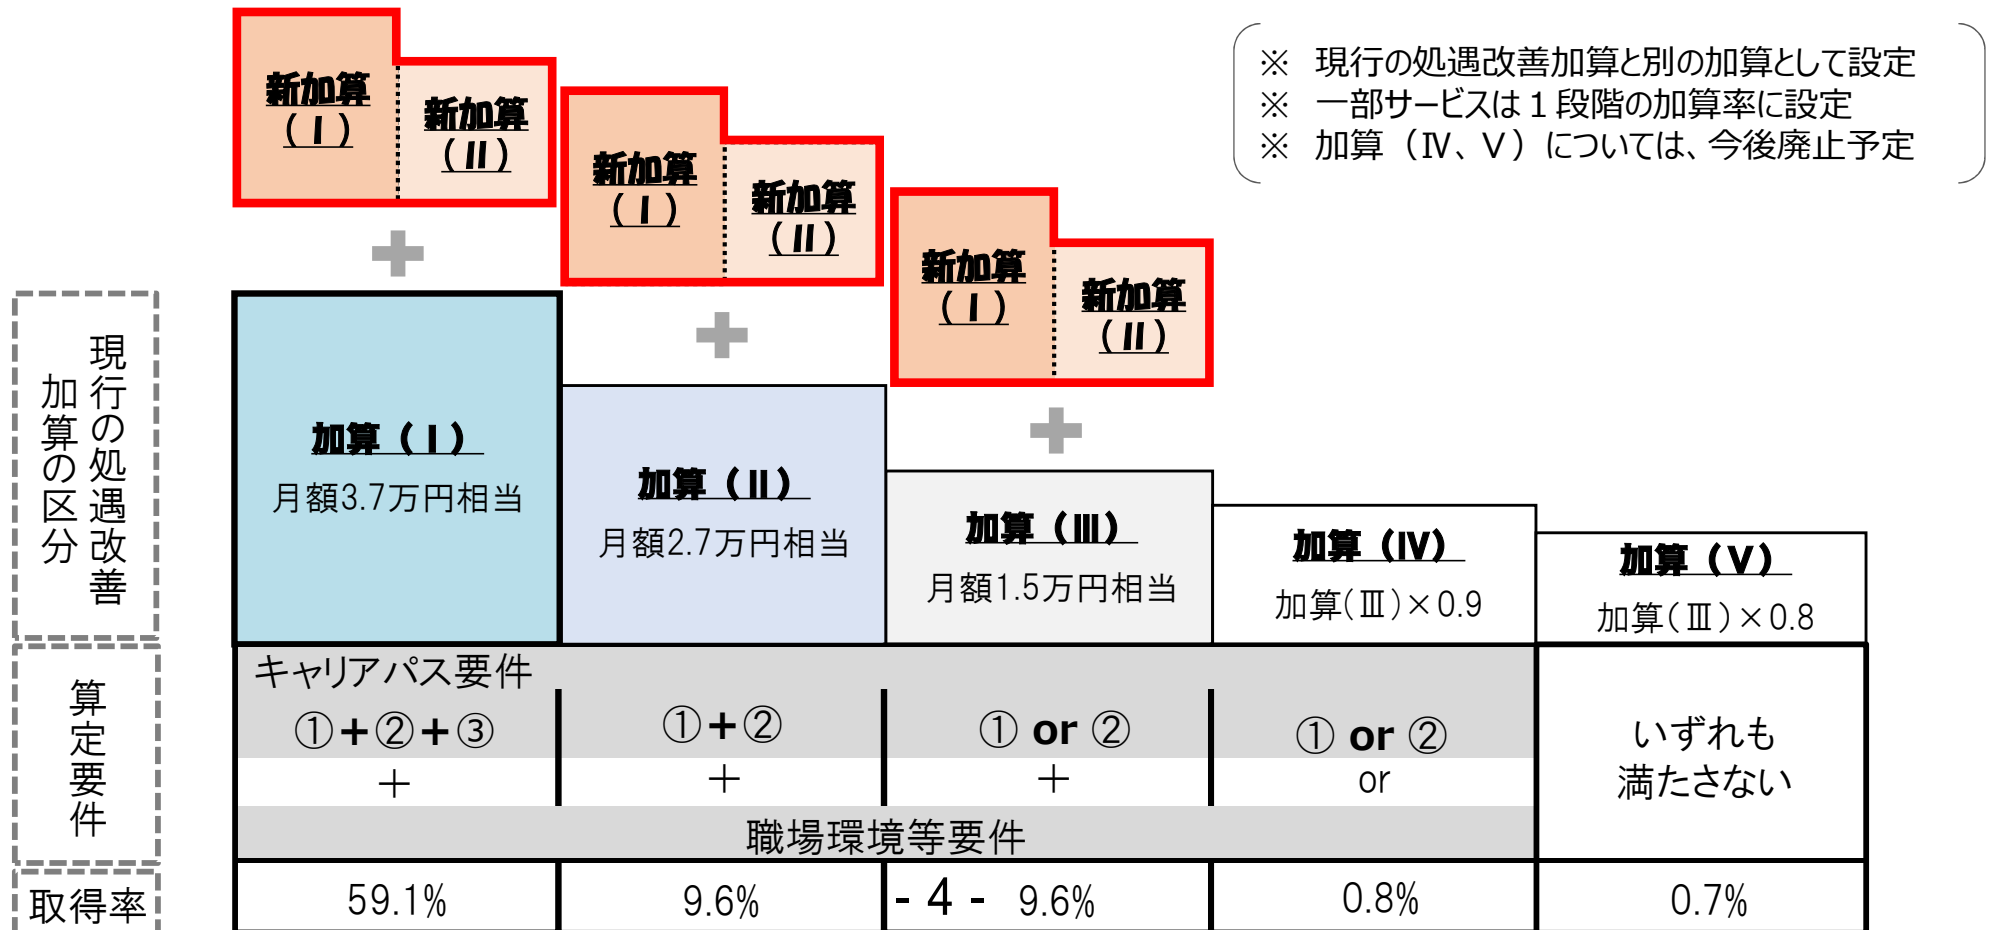 ※ 現行の処遇改善加算と別の加算として設定
※ 一部サービスは1段階の加算率に設定
※ 加算（Ⅳ、Ⅴ）については、今後廃止予定
新加算
（Ⅰ）
新加算
（Ⅱ）
新加算
（Ⅰ）
新加算
（Ⅱ）
新加算
（Ⅰ）
新加算
（Ⅱ）
現行の処遇改善
加算の区分
加算（Ⅰ）
月額3.7万円相当
加算（Ⅱ）
月額2.7万円相当
加算（Ⅲ）
月額1.5万円相当
加算（Ⅳ）
加算(Ⅲ)×0.9
加算（Ⅴ）
加算(Ⅲ)×0.8
算定要件
キャリアパス要件
①+②+③
①+②
① or ②
① or ②
＋
＋
＋
or
職場環境等要件
いずれも
満たさない
取得率
59.1%
9.6%
- 4 -
9.6%
0.8%
0.7%